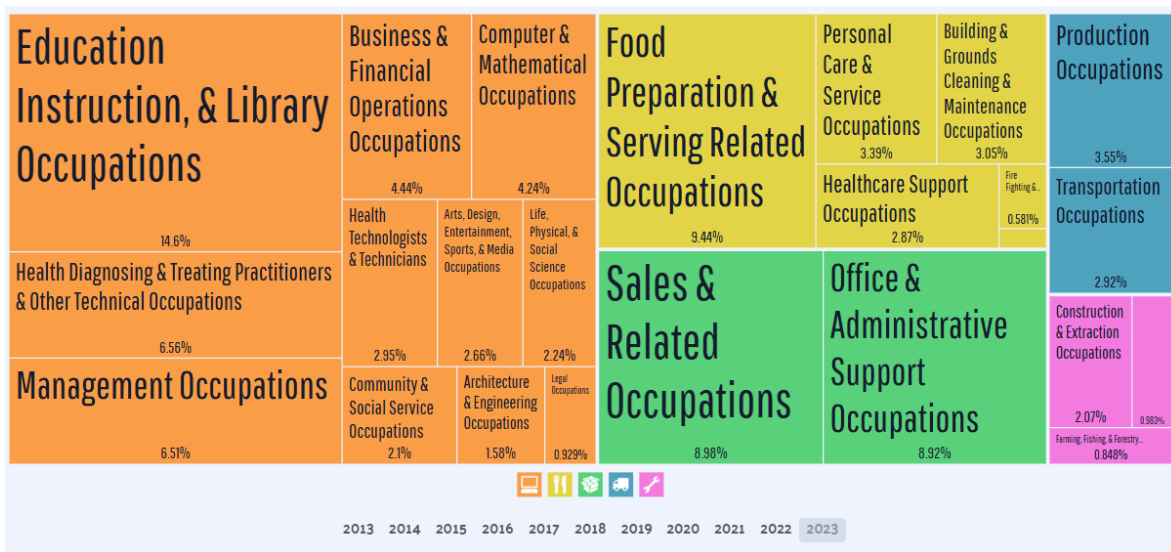 Education
Instruction, & Library
Occupations
14.6%
Health Diagnosing & Treating Practitioners
& Other Technical Occupations
6.56%
Management Occupations
6.51%
Business &
Financial
Operations
Occupations
4.44%
Computer &
Mathematical
Occupations
4.24%
Health
Technologists
& Technicians
2.95%
Arts, Design,
Entertainment,
Sports, & Media
Occupations
2.66%
Life,
Physical, &
Social
Science
Occupations
2.24%
Community &
Social Service
Occupations
2.1%
Architecture
& Engineering
Occupations
1.58%
Legal
Occupations
0.929%
Food
Preparation &
Serving Related
Occupations
9.44%
Personal
Care &
Service
Occupations
3.39%
Building &
Grounds
Cleaning &
Maintenance
Occupations
3.05%
Healthcare Support
Occupations
2.87%
Fire
Fighting &...
0.581%
Sales &
Related
Occupations
8.98%
Office &
Administrative
Support
Occupations
8.92%
Production
Occupations
3.55%
Transportation
Occupations
2.92%
Construction
& Extraction
Occupations
2.07%
0.983%
Farming, Fishing, & Forestry...
0.848%
2013 2014 2015 2016 2017 2018 2019 2020 2021 2022 2023